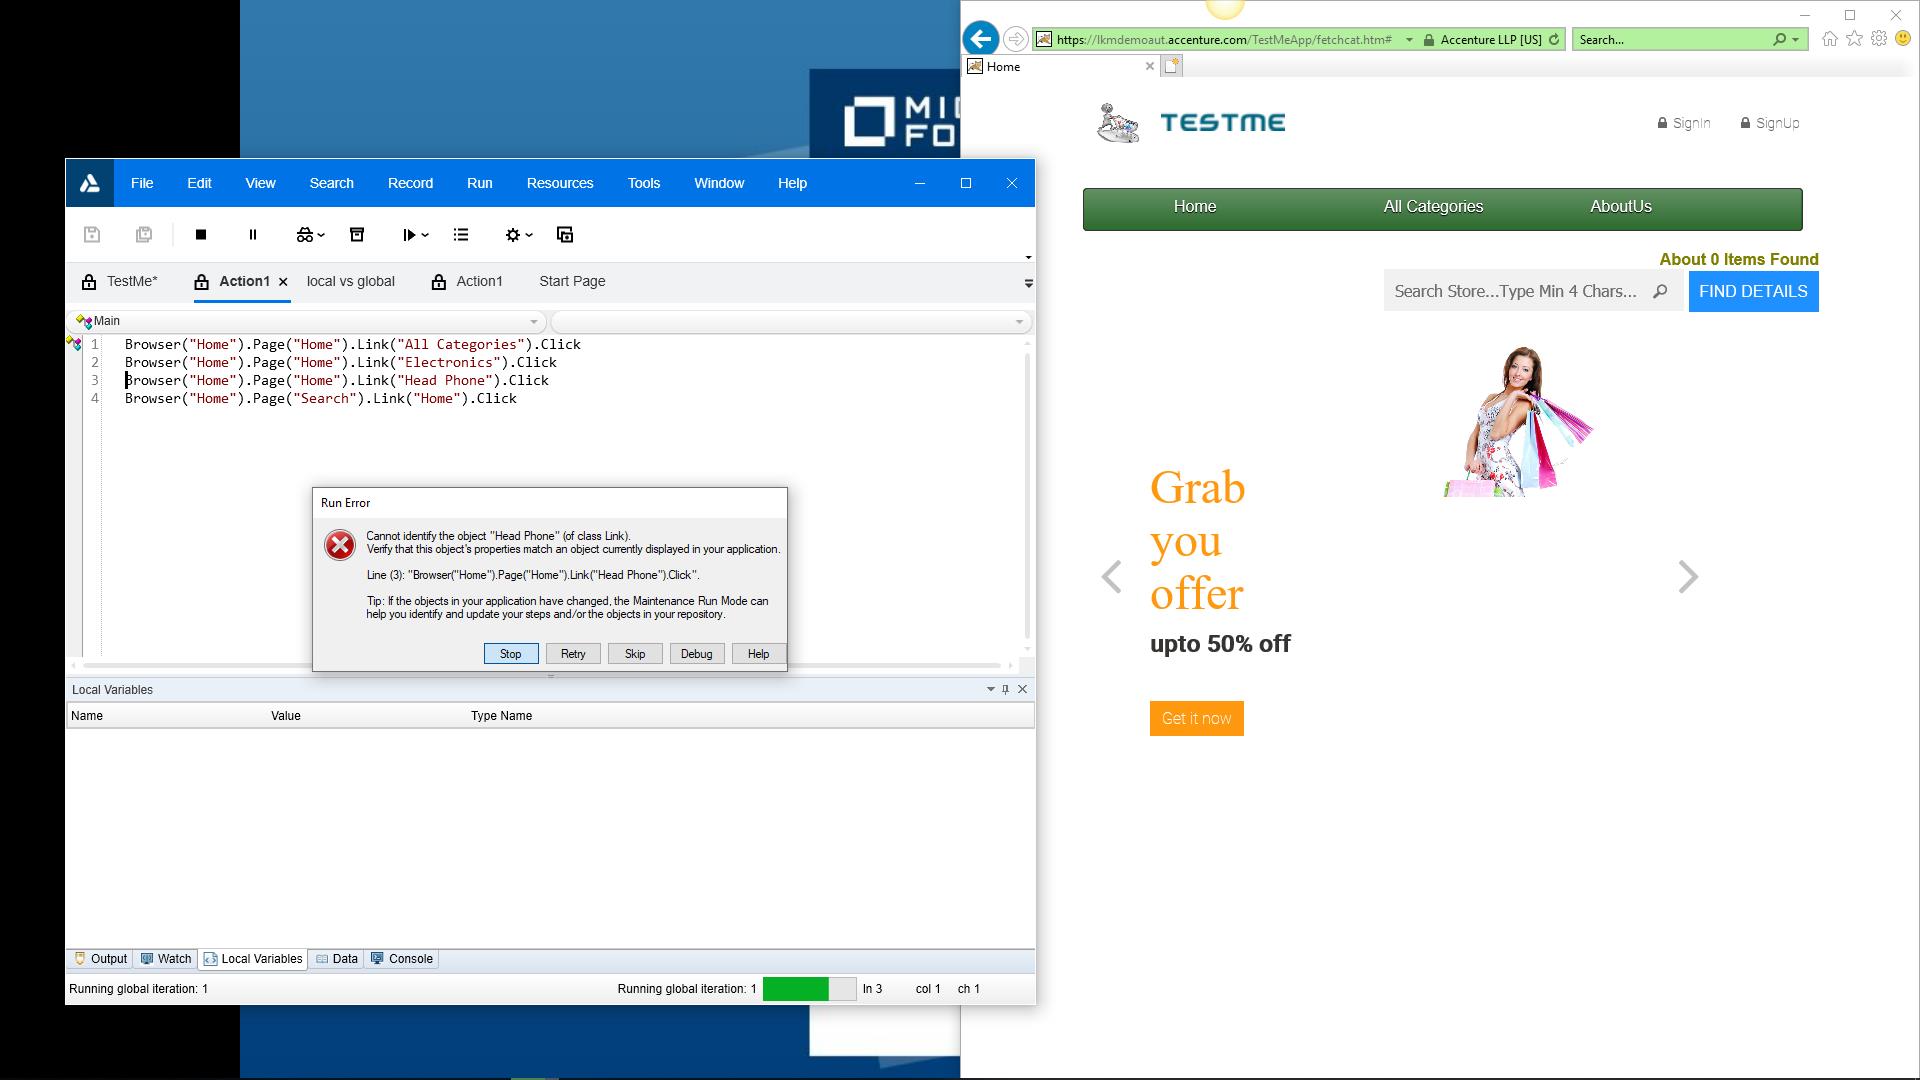 MIC
FO
https://lkmdemoaut.accenture.com/TestMeApp/fetchcat.htm#
Accenture LLP [US]
Search...
Home
TESTME
SignIn
SignUp
Home
All Categories
AboutUs
About 0 Items Found
Search Store...Type Min 4 Chars...
FIND DETAILS
Grab
you
offer
upto 50% off
Get it now
File Edit View Search Record Run Resources Tools Window Help
TestMe*
Action1
local vs global
Action1
Start Page
Main
1 Browser("Home").Page("Home").Link("All Categories").Click
2 Browser("Home").Page("Home").Link("Electronics").Click
3 Browser("Home").Page("Home").Link("Head Phone").Click
4 Browser("Home").Page("Search").Link("Home").Click
Run Error
Cannot identify the object "Head Phone" (of class Link).
Verify that this object's properties match an object currently displayed in your application.
Line (3): "Browser("Home").Page("Home").Link("Head Phone").Click".
Tip: If the objects in your application have changed, the Maintenance Run Mode can
help you identify and update your steps and/or the objects in your repository.
Stop Retry Skip Debug Help
Local Variables
Name Value Type Name
Output Watch Local Variables Data Console
Running global iteration: 1
Running global iteration: 1
ln 3 col 1 ch 1